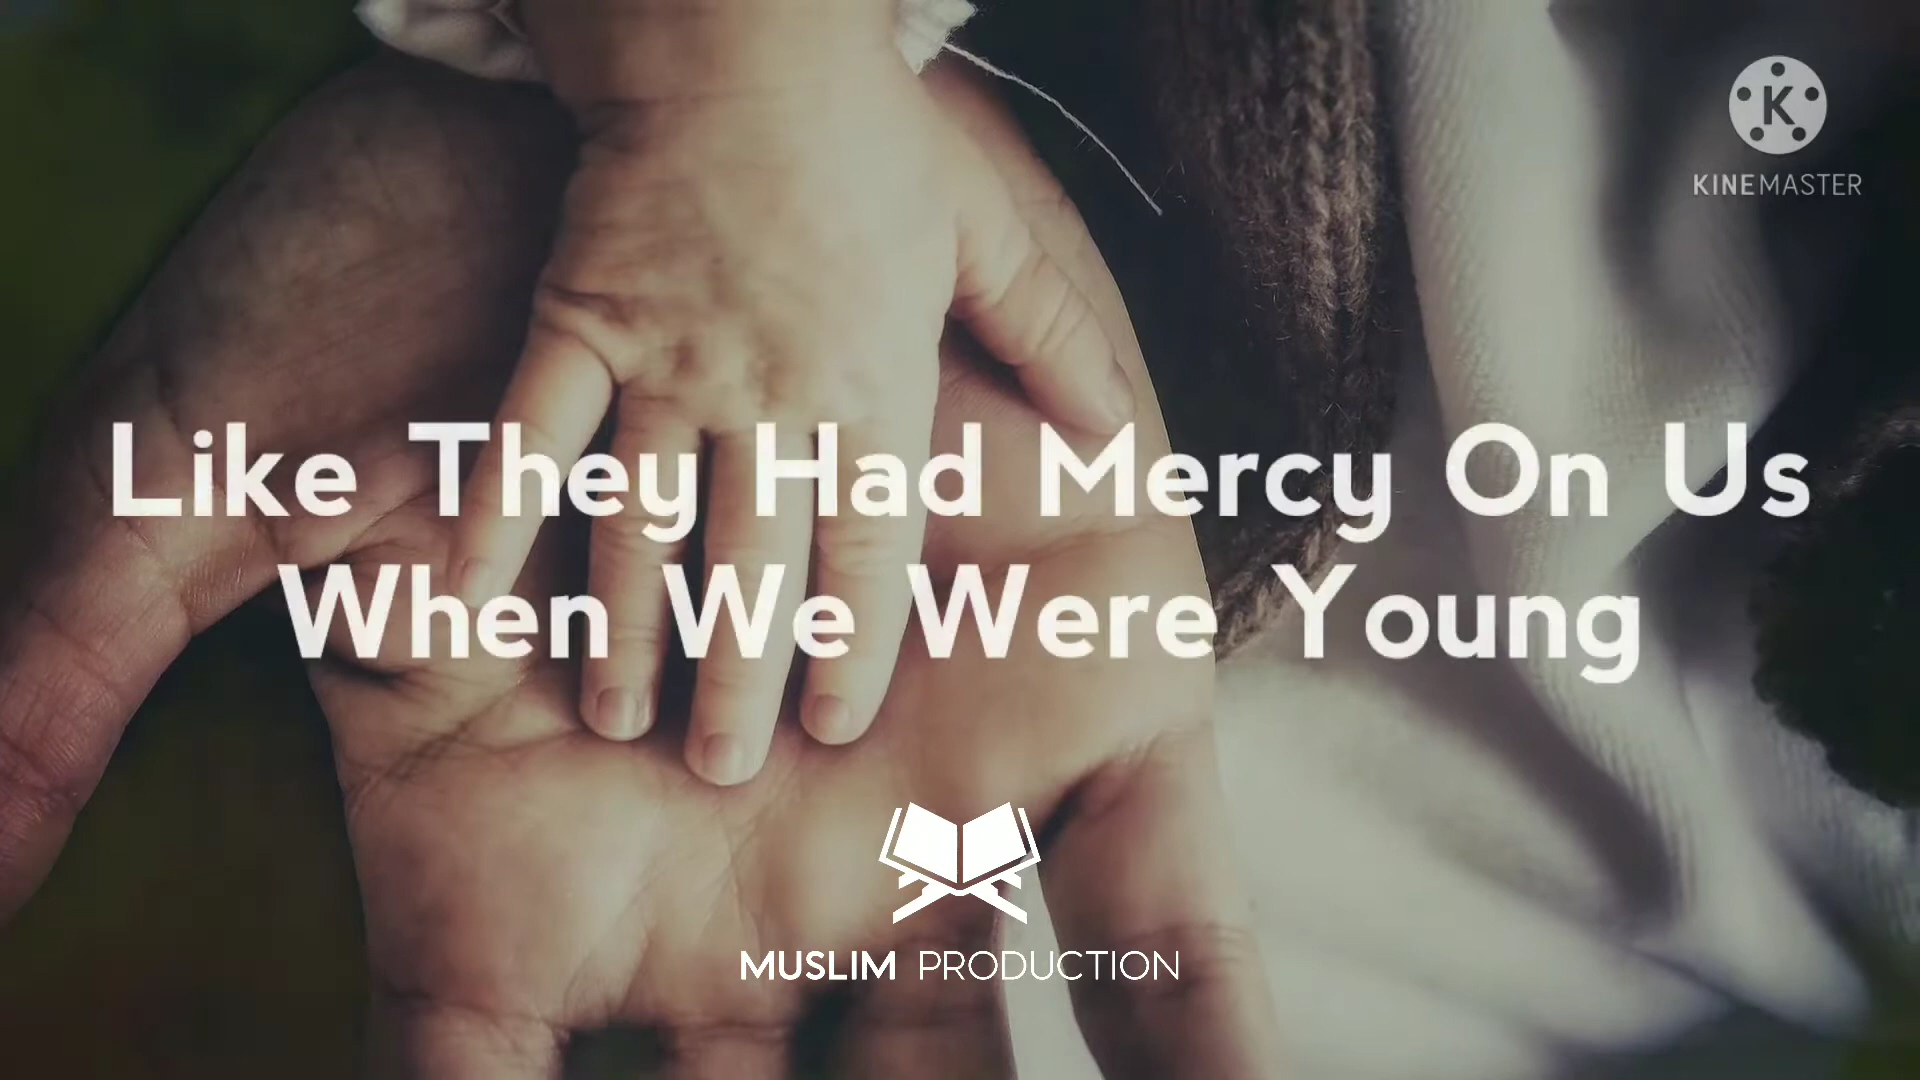 K
KINEMASTER
Like They Had Mercy On Us
When We Were Young
MUSLIM PRODUCTION